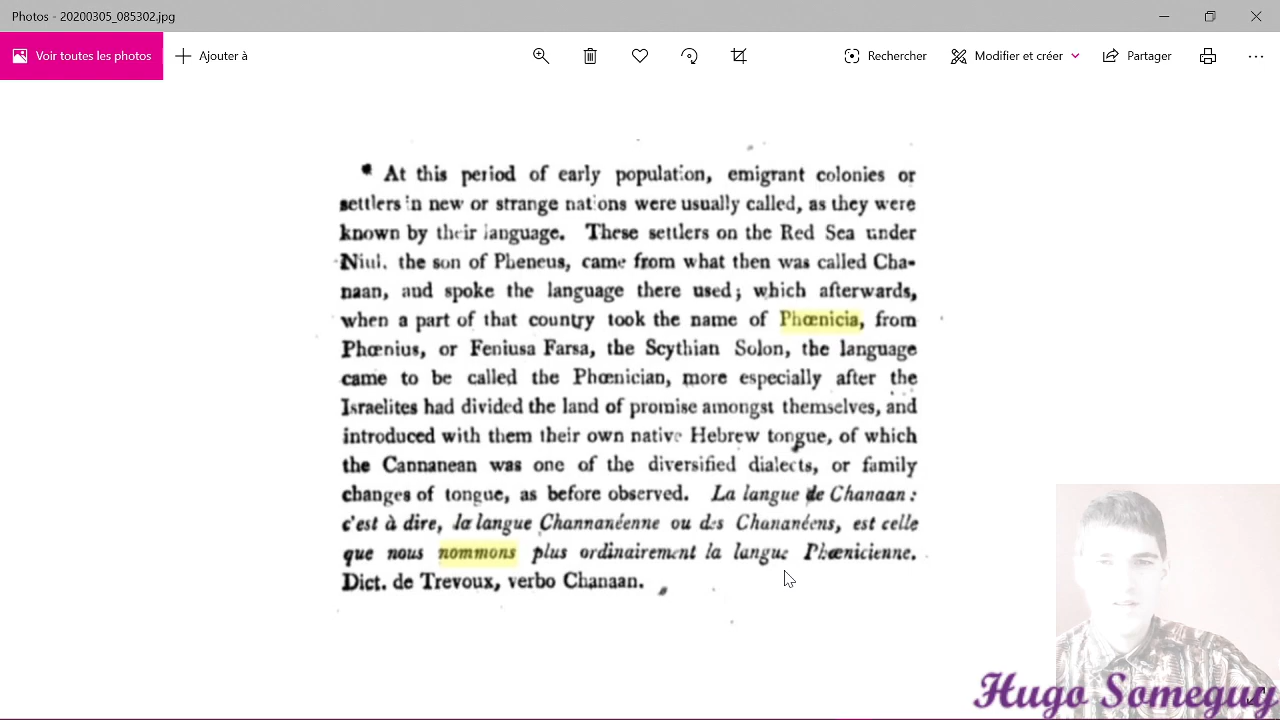 Photos - 20200305_085302.jpg
Voir toutes les photos
Ajouter à
Rechercher
Modifier et créer
Partager
At this period of early population, emigrant colonies or
settlers in new or strange nations were usually called, as they were
known by their language. These settlers on the Red Sea under
Niul, the son of Pheneus, came from what then was called Cha-
naan, and spoke the language there used; which afterwards,
when a part of that country took the name of Phœnicia, from
Phœnius, or Feniusa Farsa, the Scythian Solon, the language
came to be called the Phœnician, more especially after the
Israelites had divided the land of promise amongst themselves, and
introduced with them their own native Hebrew tongue, of which
the Cannanean was one of the diversified dialects, or family
changes of tongue, as before observed. La langue de Chanaan:
c'est à dire, la langue Channanéenne ou des Chananéens, est celle
que nous nommons plus ordinairement la langue Phœnicienne.
Dict. de Trevoux, verbo Chanaan.
Hugo Someguy